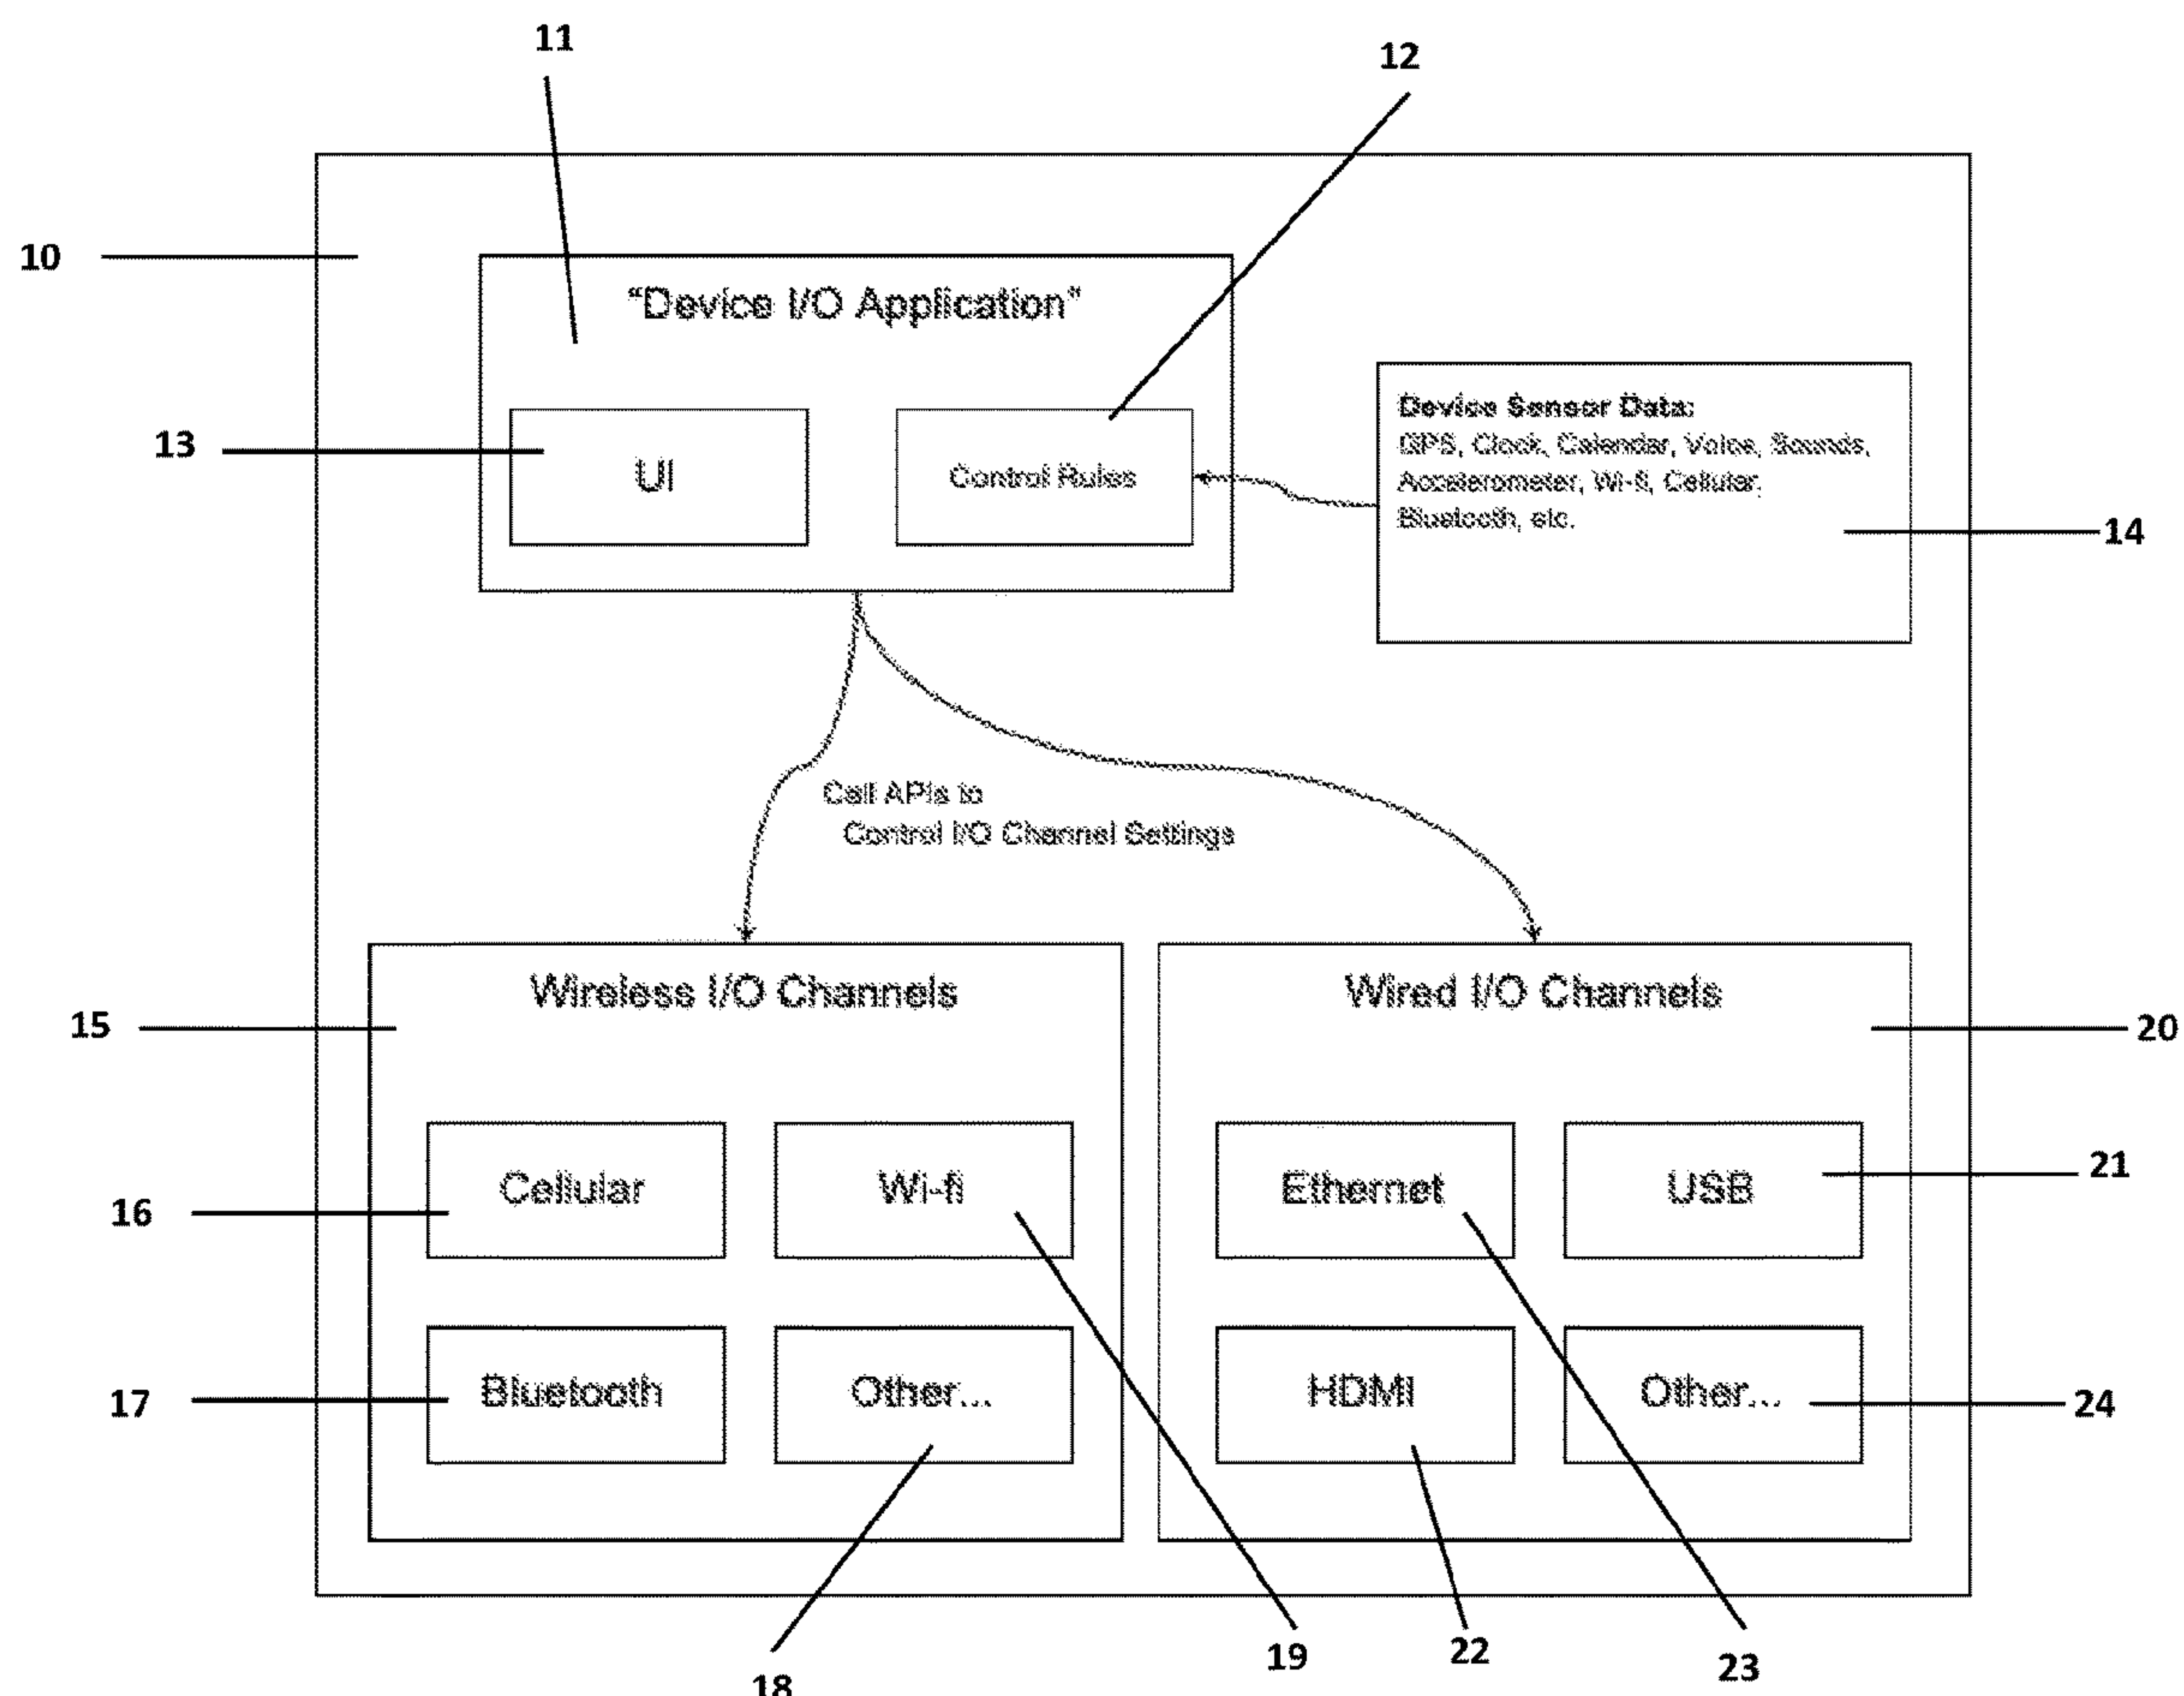 11
12
10
“Device I/O Application”
13
UI
Control Rules
Device Sensor Data:
GPS, Clock, Calendar, Voice, Sounds,
Accelerometer, Wi-fi, Cellular,
Bluetooth, etc.
14
Call APIs to
Control I/O Channel Settings
Wireless I/O Channels
Wired I/O Channels
15
20
Cellular
Wi-fi
Ethernet
USB
21
16
Bluetooth
Other...
HDMI
Other...
17
24
19
22
23
18